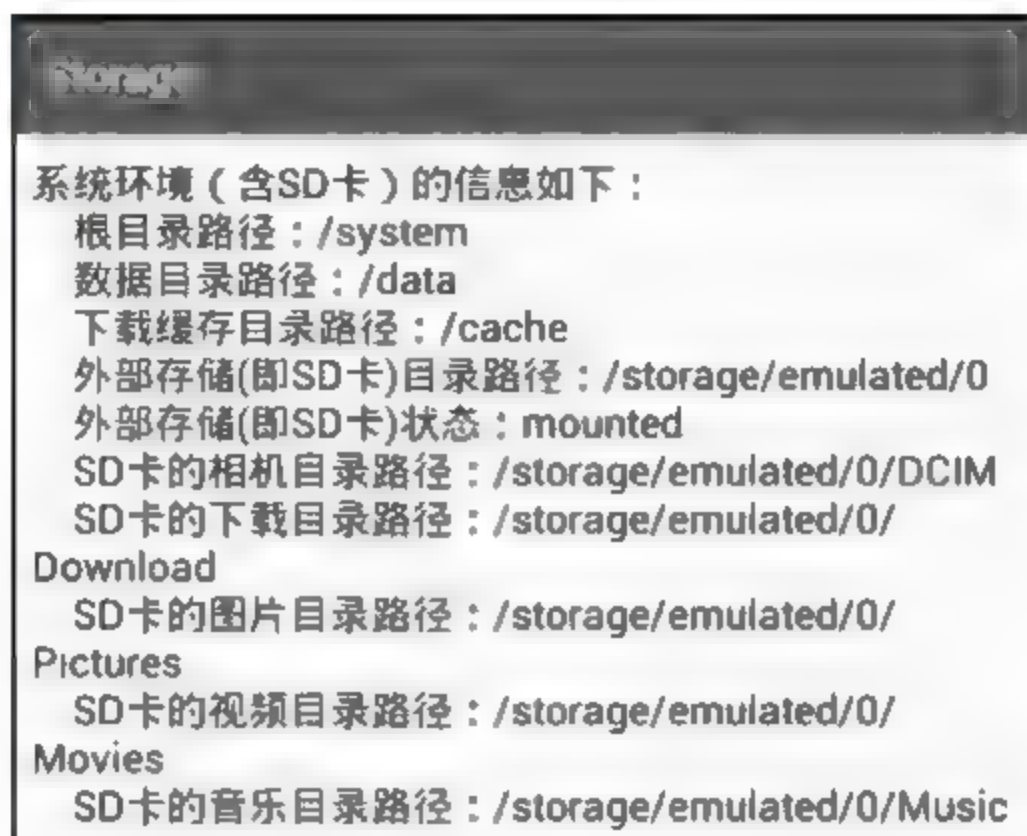 Storage
系统环境（含SD卡）的信息如下：
根目录路径：/system
数据目录路径：/data
下载缓存目录路径：/cache
外部存储(即SD卡)目录路径：/storage/emulated/0
外部存储(即SD卡)状态：mounted
SD卡的相机目录路径：/storage/emulated/0/DCIM
SD卡的下载目录路径：/storage/emulated/0/
Download
SD卡的图片目录路径：/storage/emulated/0/
Pictures
SD卡的视频目录路径：/storage/emulated/0/
Movies
SD卡的音乐目录路径：/storage/emulated/0/Music